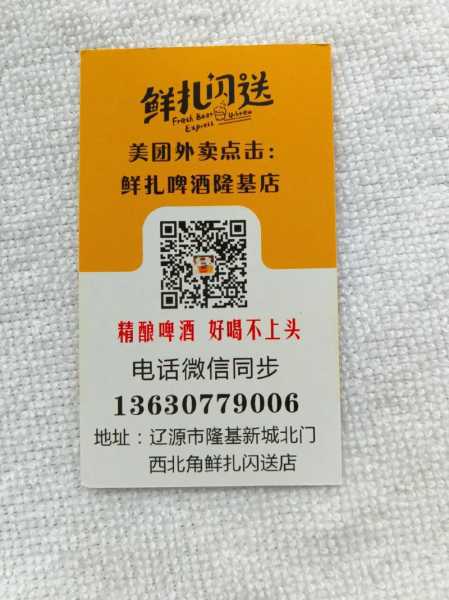 鲜扎闪送
Fresh Beer
Express
美团外卖点击：
鲜扎啤酒隆基店
精酿啤酒 好喝不上头
电话微信同步
13630779006
地址：辽源市隆基新城北门
西北角鲜扎闪送店